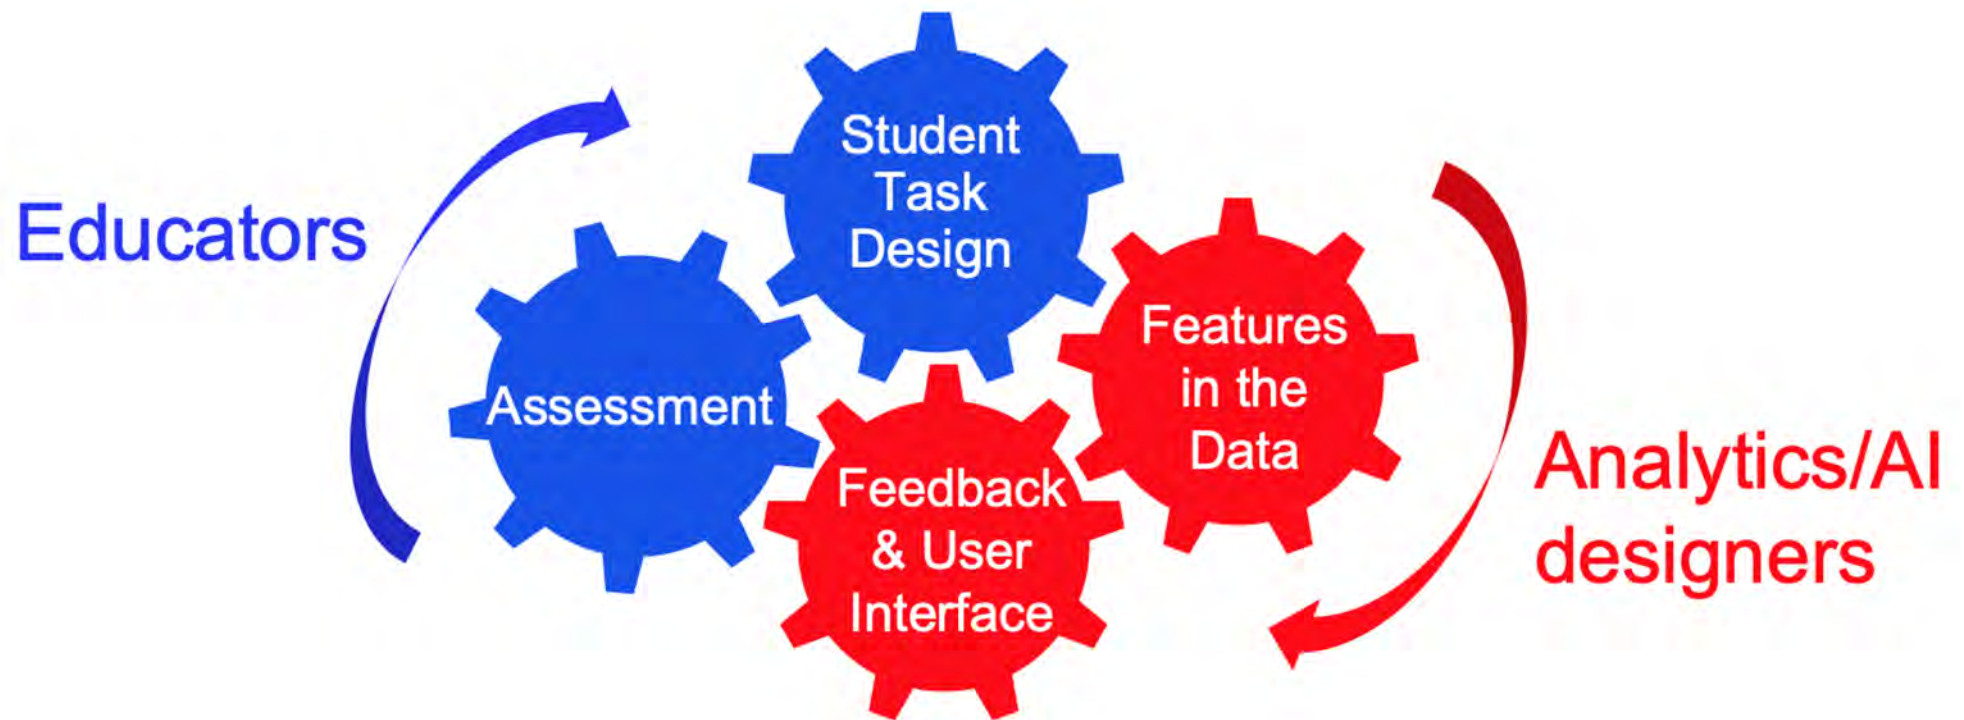 Educators
Student
Task
Design
Assessment
Features
in the
Data
Feedback
& User
Interface
Analytics/AI
designers